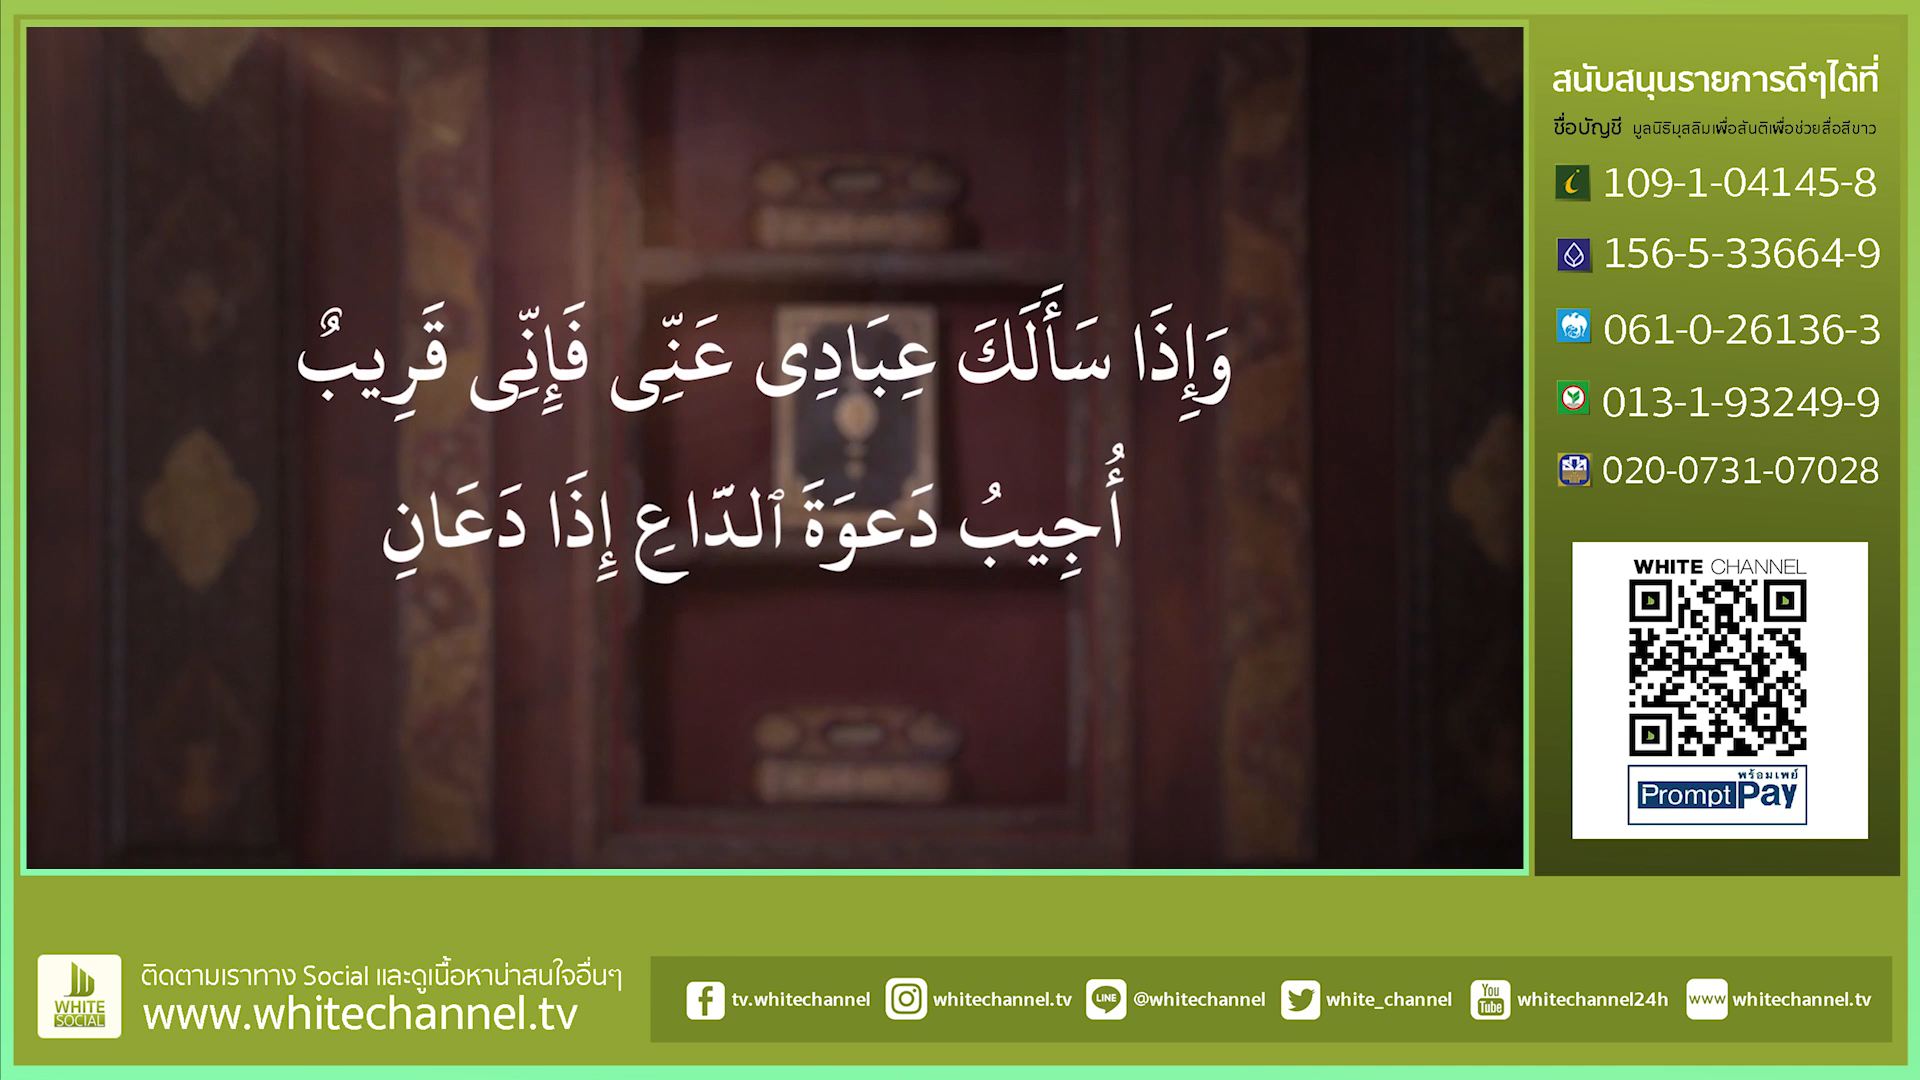 وَإِذَا سَأَلَكَ عِبَادِى عَنِّى فَإِنِّى قَرِيبٌ
أُجِيبُ دَعوَةَ ٱلدَّاعِ إِذَا دَعَانِ
สนับสนุนรายการดีๆได้ที่
ชื่อบัญชี มูลนิธิมุสลิมเพื่อสันติเพื่อช่วยสื่อสีขาว
109-1-04145-8
156-5-33664-9
061-0-26136-3
013-1-93249-9
020-0731-07028
WHITE CHANNEL
พร้อมเพย์
PromptPay
WHITE
SOCIAL
ติดตามเราทาง Social และดูเนื้อหาน่าสนใจอื่นๆ
www.whitechannel.tv
tv.whitechannel
whitechannel.tv
LINE @whitechannel
white_channel
You Tube whitechannel24h
www whitechannel.tv